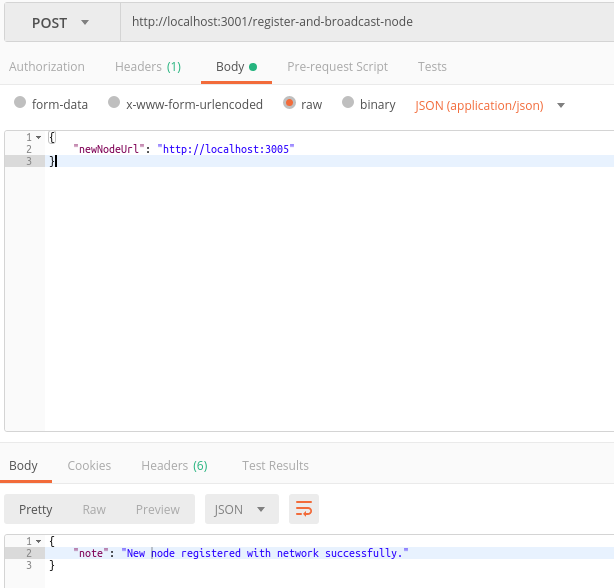 POST http://localhost:3001/register-and-broadcast-node
Authorization Headers (1) Body Pre-request Script Tests
form-data x-www-form-urlencoded raw binary JSON (application/json)
1 {
2 "newNodeUrl": "http://localhost:3005"
3 }
Body Cookies Headers (6) Test Results
Pretty Raw Preview JSON
1 {
2 "note": "New node registered with network successfully."
3 }